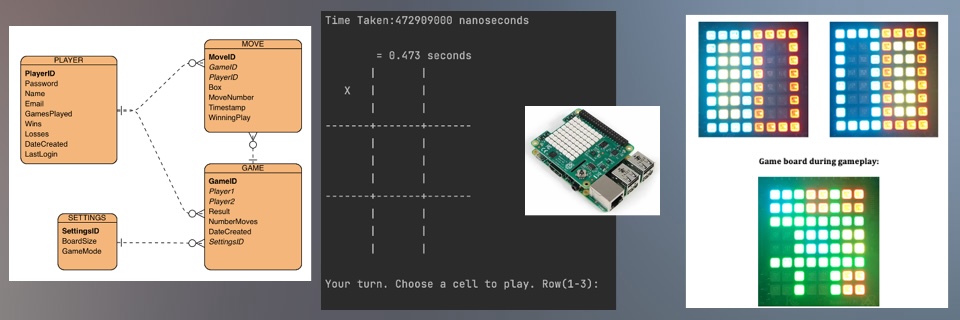 PLAYER
PlayerID
Password
Name
Email
GamesPlayed
Wins
Losses
DateCreated
LastLogin
MOVE
MoveID
GameID
PlayerID
Box
MoveNumber
Timestamp
WinningPlay
GAME
GameID
Player1
Player2
Result
NumberMoves
DateCreated
SettingsID
SETTINGS
SettingsID
BoardSize
GameMode
Time Taken:472909000 nanoseconds
= 0.473 seconds
X
Your turn. Choose a cell to play. Row(1-3):
Game board during gameplay: